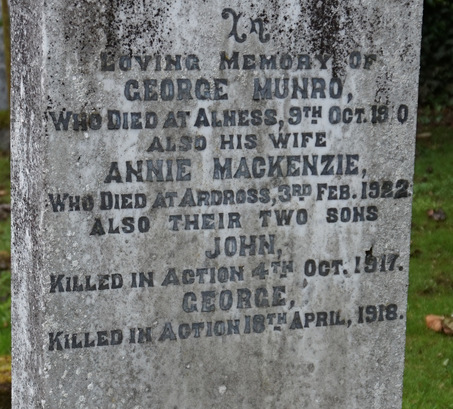 In
Loving Memory of
George Munro,
Who Died at Alness, 9th Oct.
also his wife
Annie MacKenzie,
Who Died at Ardross, 3rd Feb. 1922.
also their two sons
John,
Killed in Action 4th Oct. 1917.
George,
Killed in Action 18th April, 1918.